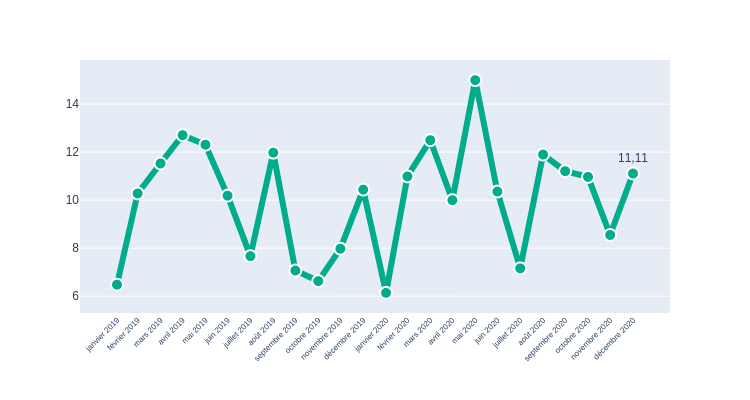 14
12
10
8
6
11,11
janvier 2019
février 2019
mars 2019
avril 2019
mai 2019
juin 2019
juillet 2019
août 2019
septembre 2019
octobre 2019
novembre 2019
décembre 2019
janvier 2020
février 2020
mars 2020
avril 2020
mai 2020
juin 2020
juillet 2020
août 2020
septembre 2020
octobre 2020
novembre 2020
décembre 2020